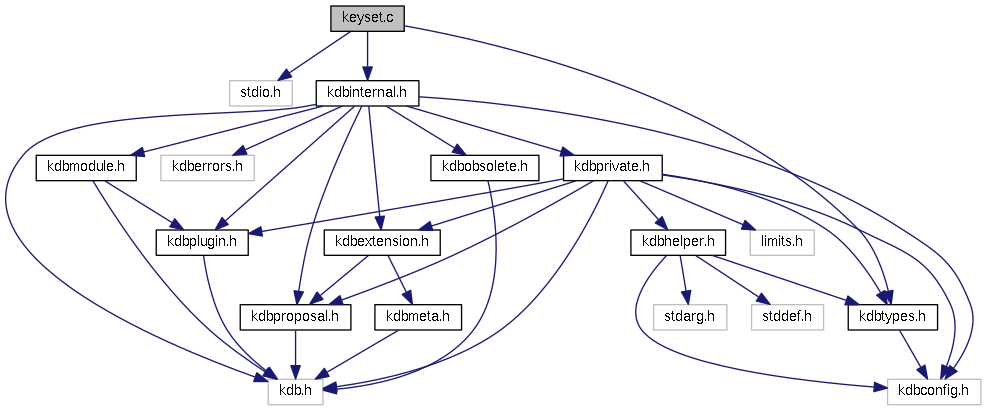 keyset.c
stdio.h
kdbinternal.h
kdbmodule.h
kdberrors.h
kdbobsolete.h
kdbprivate.h
kdbplugin.h
kdbextension.h
kdbhelper.h
limits.h
kdbproposal.h
kdbmeta.h
stdarg.h
stddef.h
kdbtypes.h
kdb.h
kdbconfig.h